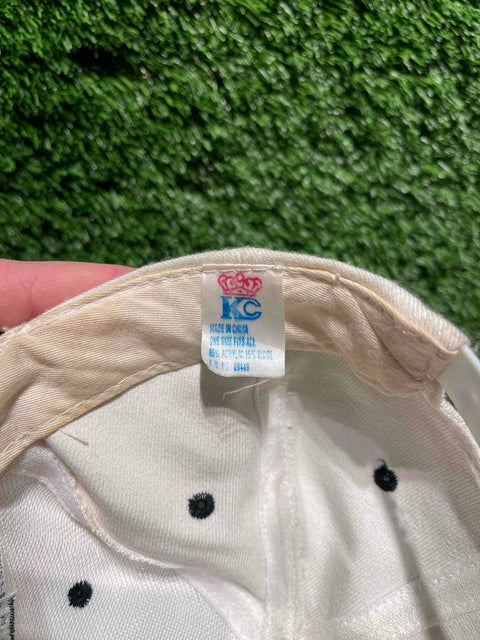 KC
MADE IN CHINA
ONE SIZE FITS ALL
85% ACRYLIC 15% WOOL